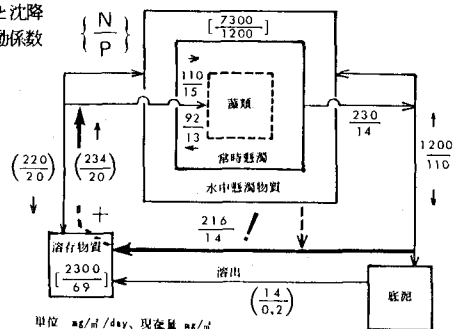 と沈降
動係数
{N/P}
[7300/1200]
110/15
藻類
92/13
常時懸濁
水中懸濁物質
230/14
(220/20)
(234/20)
1200/110
+
216/14
溶存物質
[2300/69]
溶出
(14/0.2)
底泥
単位 mg/㎡/day、現存量 mg/㎡